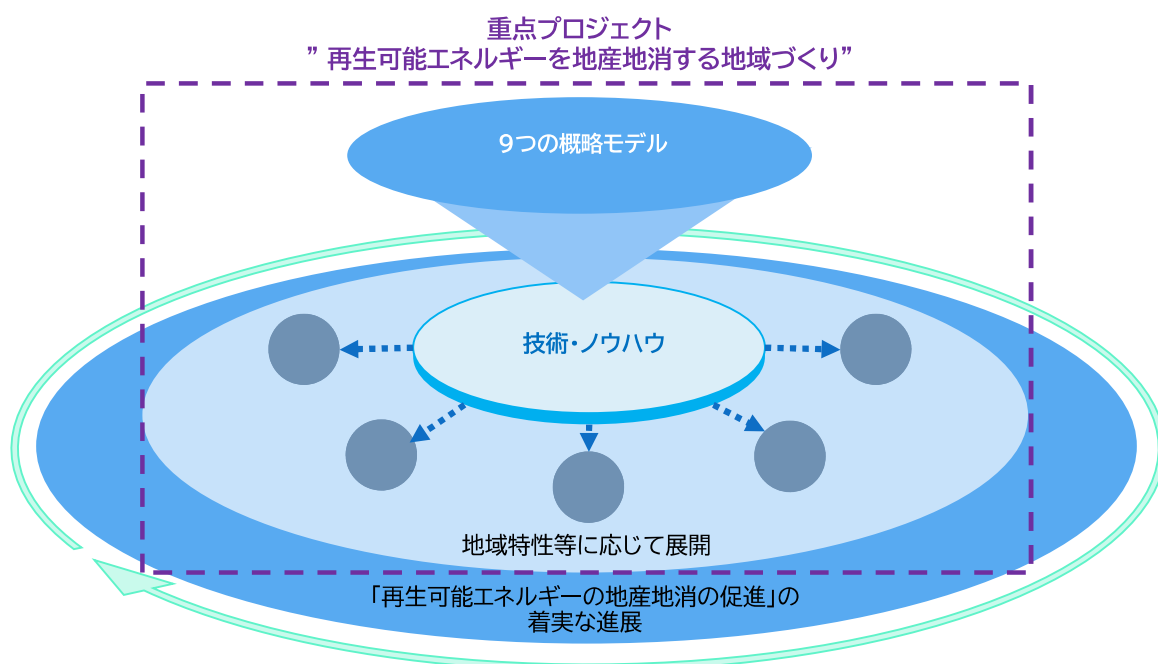 重点プロジェクト
”再生可能エネルギーを地産地消する地域づくり”
9つの概略モデル
技術・ノウハウ
地域特性等に応じて展開
「再生可能エネルギーの地産地消の促進」の
着実な進展